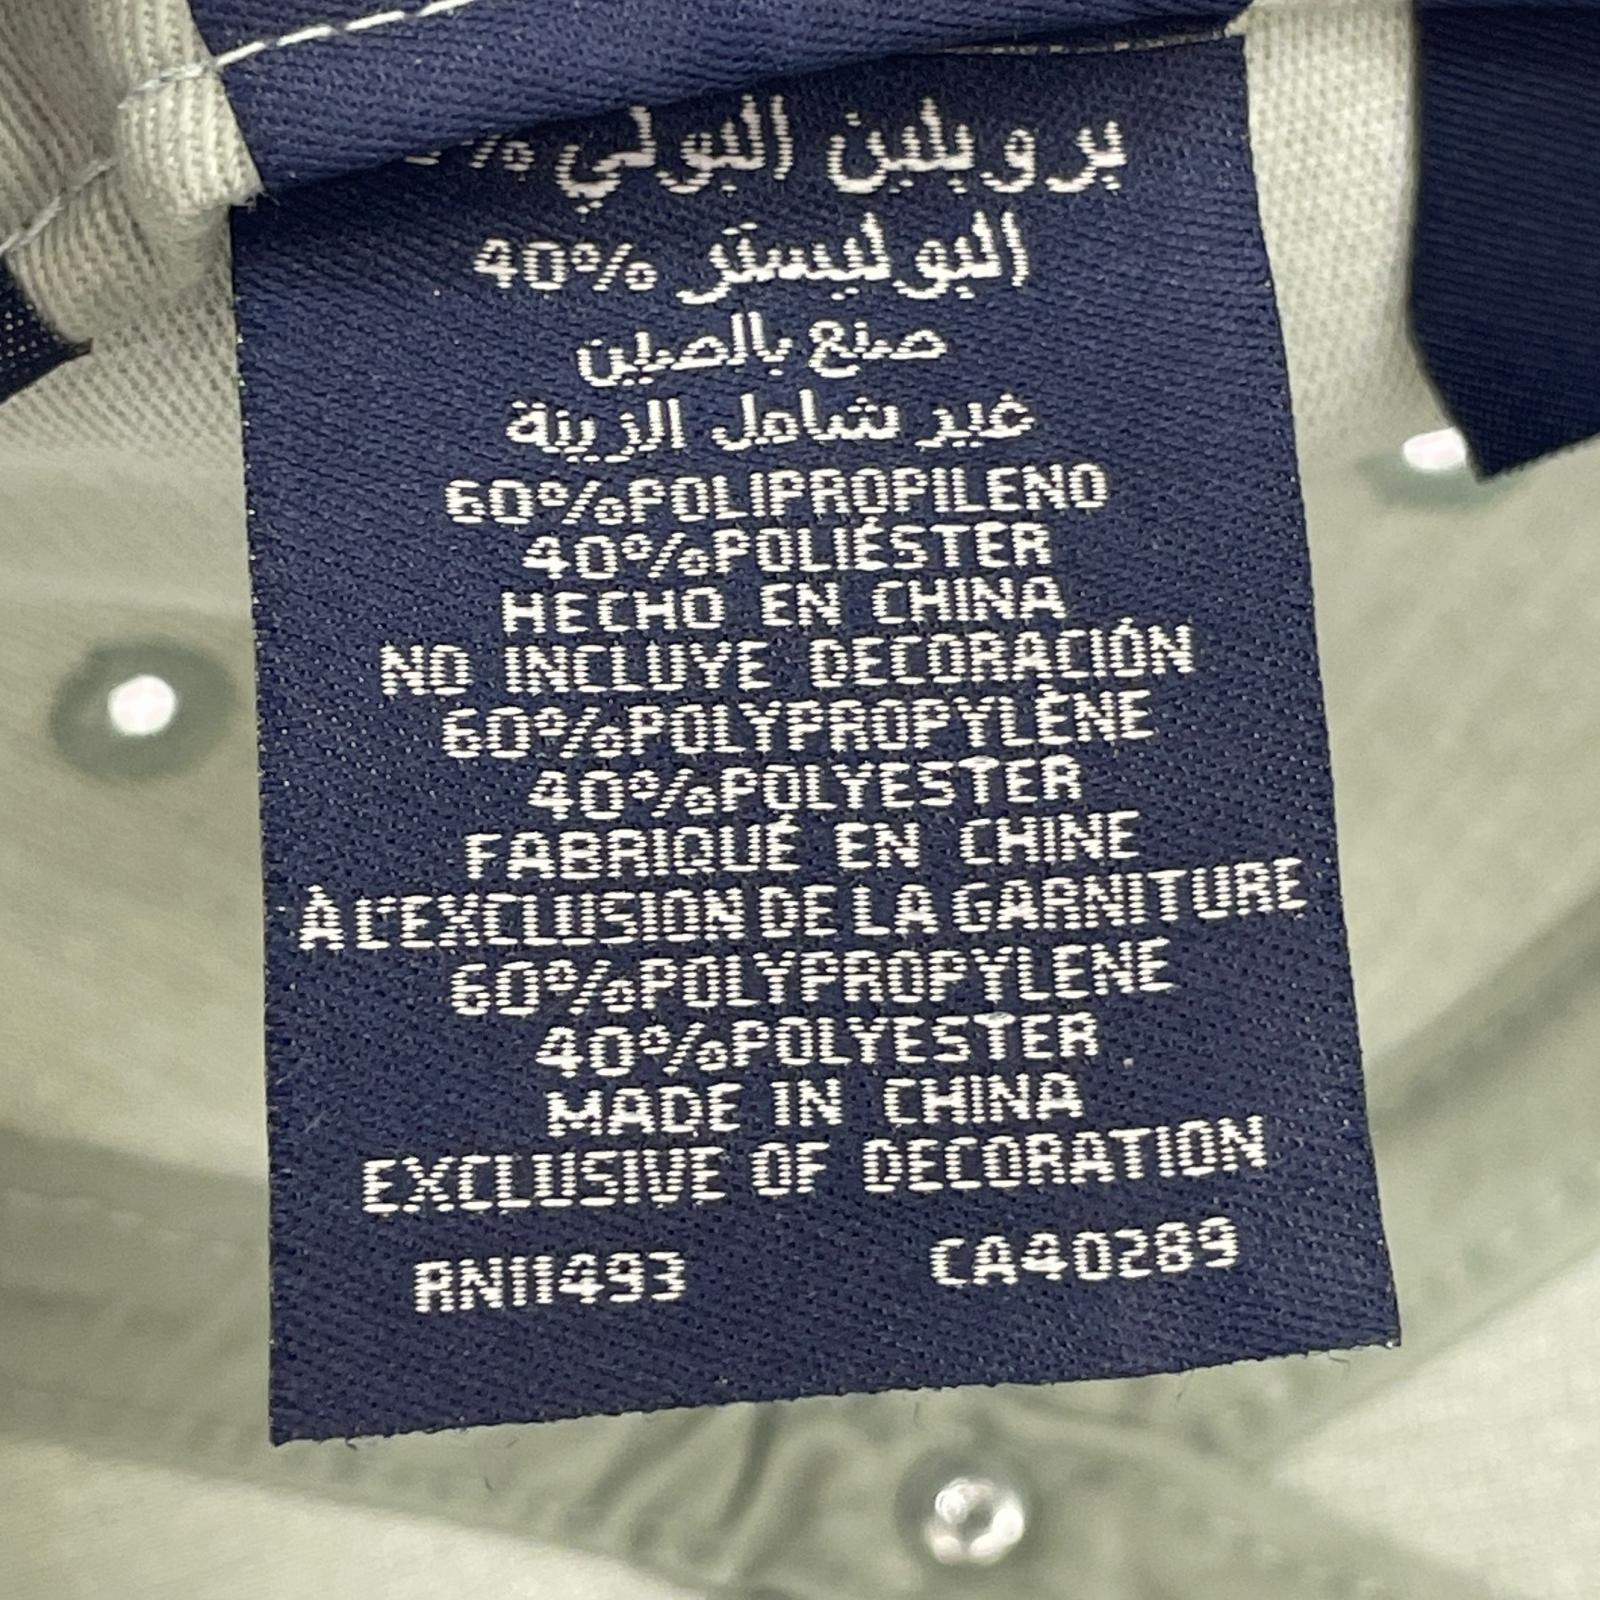 بروبلين البولي %
البوليستر 40%
صنع بالصين
غير شامل الزينة
60%POLIPROPILENO
40%POLIÉSTER
HECHO EN CHINA
NO INCLUYE DECORACIÓN
60%POLYPROPYLÈNE
40%POLYESTER
FABRIQUÉ EN CHINE
À L'EXCLUSION DE LA GARNITURE
60%POLYPROPYLENE
40%POLYESTER
MADE IN CHINA
EXCLUSIVE OF DECORATION
RN11493 CA40289